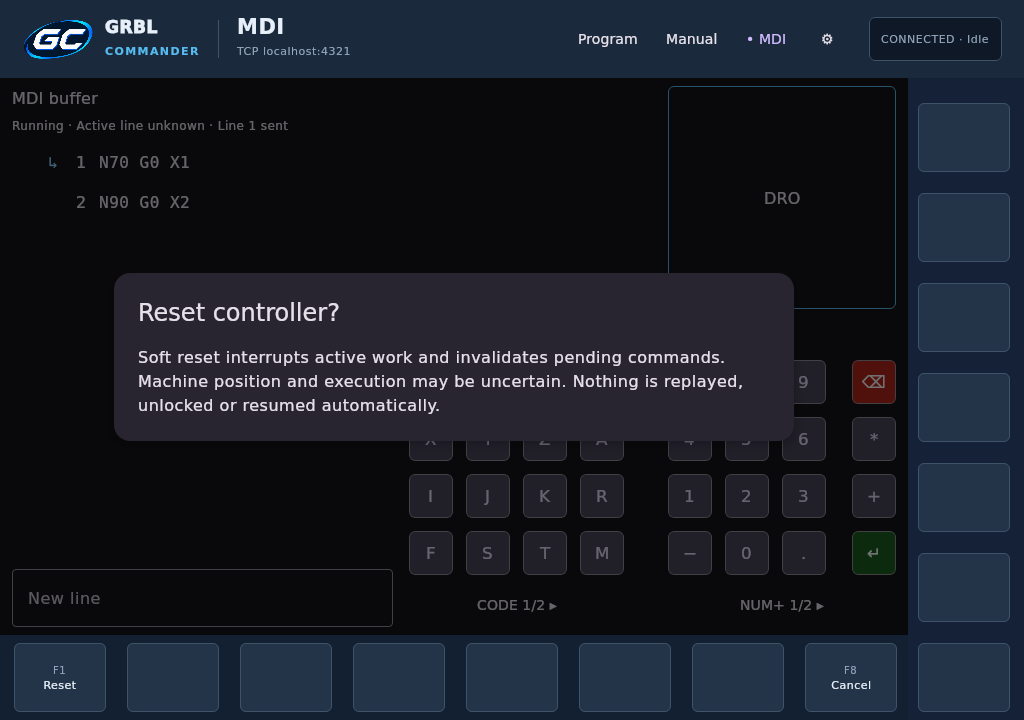 GC
GRBL
COMMANDER
MDI
TCP localhost:4321
Program
Manual
• MDI
⚙
CONNECTED · Idle
MDI buffer
Running · Active line unknown · Line 1 sent
↳ 1 N70 G0 X1
2 N90 G0 X2
DRO
Reset controller?
Soft reset interrupts active work and invalidates pending commands.
Machine position and execution may be uncertain. Nothing is replayed,
unlocked or resumed automatically.
9 ⌫
X Y Z A 4 5 6 *
I J K R 1 2 3 +
F S T M − 0 . ↵
New line
CODE 1/2 ▸
NUM+ 1/2 ▸
F1
Reset
F8
Cancel